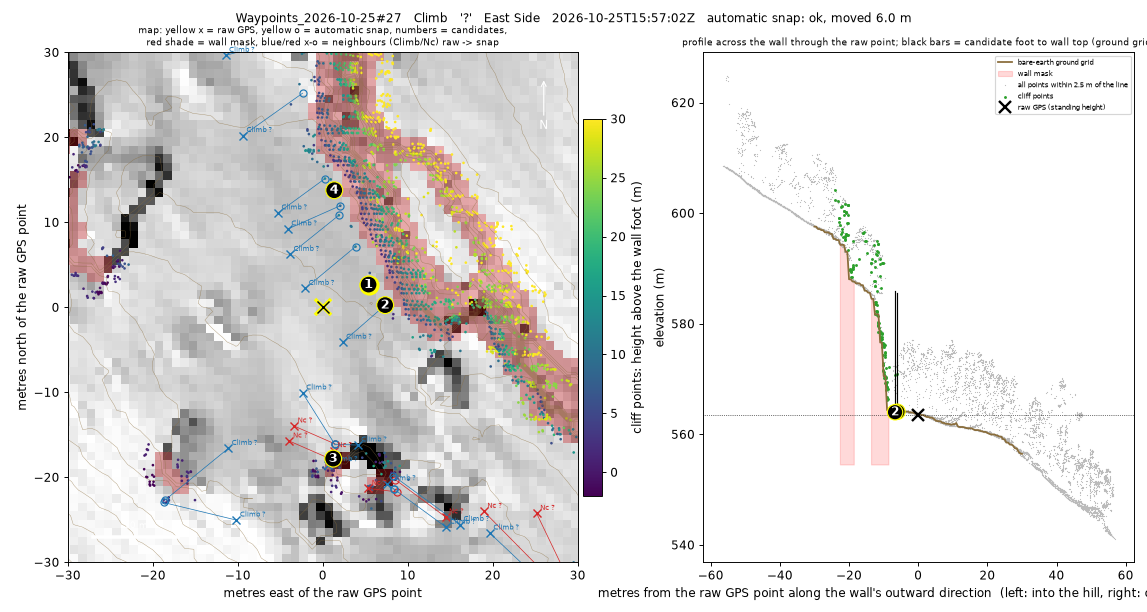 Waypoints_2026-10-25#27   Climb   '?'   East Side   2026-10-25T15:57:02Z   automatic snap: ok, moved 6.0 m
map: yellow x = raw GPS, yellow o = automatic snap, numbers = candidates,
red shade = wall mask, blue/red x-o = neighbours (Climb/Nc) raw -> snap
profile across the wall through the raw point; black bars = candidate foot to wall top (ground gri
Climb ?
Climb ?
Climb ?
Climb ?
Climb ?
Climb ?
Climb ?
Climb ?
Climb ?
Climb ?
Climb ?
Climb ?
Nc ?
Nc ?
Nc ?
Nc ?
Nc ?
N
4
1
2
3
30
20
10
0
−10
−20
−30
−30
−20
−10
0
10
20
30
metres north of the raw GPS point
metres east of the raw GPS point
30
25
20
15
10
5
0
cliff points: height above the wall foot (m)
bare-earth ground grid
wall mask
all points within 2.5 m of the line
cliff points
raw GPS (standing height)
2
620
600
580
560
540
elevation (m)
−60
−40
−20
0
20
40
60
metres from the raw GPS point along the wall's outward direction  (left: into the hill, right: